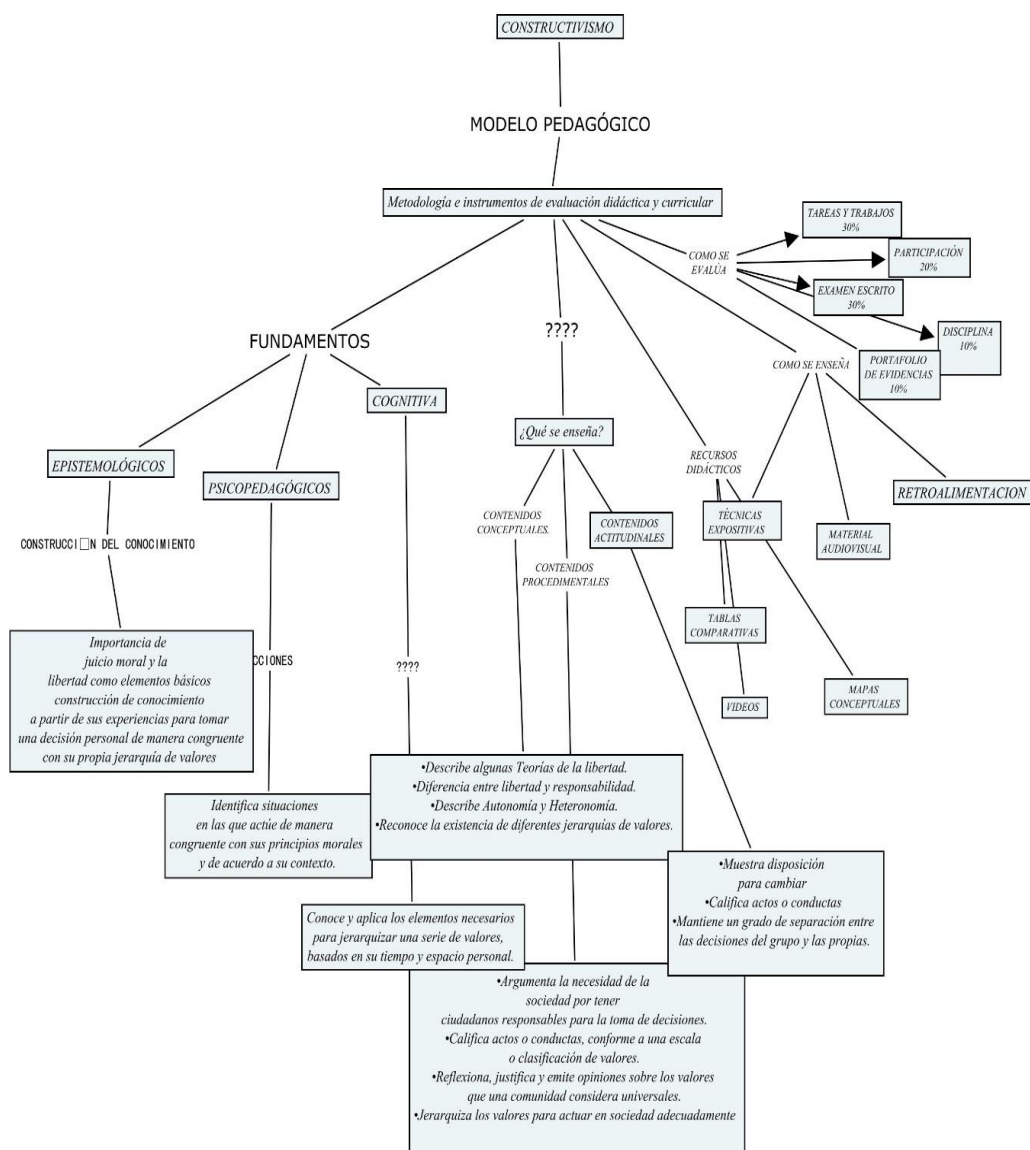 CONSTRUCTIVISMO
MODELO PEDAGÓGICO
Metodología e instrumentos de evaluación didáctica y curricular
COMO SE
EVALÚA
TAREAS Y TRABAJOS
30%
PARTICIPACIÓN
20%
EXAMEN ESCRITO
30%
DISCIPLINA
10%
PORTAFOLIO
DE EVIDENCIAS
10%
FUNDAMENTOS
????
COMO SE ENSEÑA
COGNITIVA
¿Qué se enseña?
EPISTEMOLÓGICOS
PSICOPEDAGÓGICOS
RECURSOS
DIDÁCTICOS
RETROALIMENTACION
CONTENIDOS
CONCEPTUALES.
CONTENIDOS
ACTITUDINALES
TÉCNICAS
EXPOSITIVAS
MATERIAL
AUDIOVISUAL
CONSTRUCCI□N DEL CONOCIMIENTO
CONTENIDOS
PROCEDIMENTALES
TABLAS
COMPARATIVAS
Importancia de
juicio moral y la
libertad como elementos básicos
construcción de conocimiento
a partir de sus experiencias para tomar
una decisión personal de manera congruente
con su propia jerarquía de valores
CCIONES
????
VIDEOS
MAPAS
CONCEPTUALES
•Describe algunas Teorías de la libertad.
•Diferencia entre libertad y responsabilidad.
•Describe Autonomía y Heteronomía.
•Reconoce la existencia de diferentes jerarquías de valores.
Identifica situaciones
en las que actúe de manera
congruente con sus principios morales
y de acuerdo a su contexto.
•Muestra disposición
para cambiar
•Califica actos o conductas
•Mantiene un grado de separación entre
las decisiones del grupo y las propias.
Conoce y aplica los elementos necesarios
para jerarquizar una serie de valores,
basados en su tiempo y espacio personal.
•Argumenta la necesidad de la
sociedad por tener
ciudadanos responsables para la toma de decisiones.
•Califica actos o conductas, conforme a una escala
o clasificación de valores.
•Reflexiona, justifica y emite opiniones sobre los valores
que una comunidad considera universales.
•Jerarquiza los valores para actuar en sociedad adecuadamente